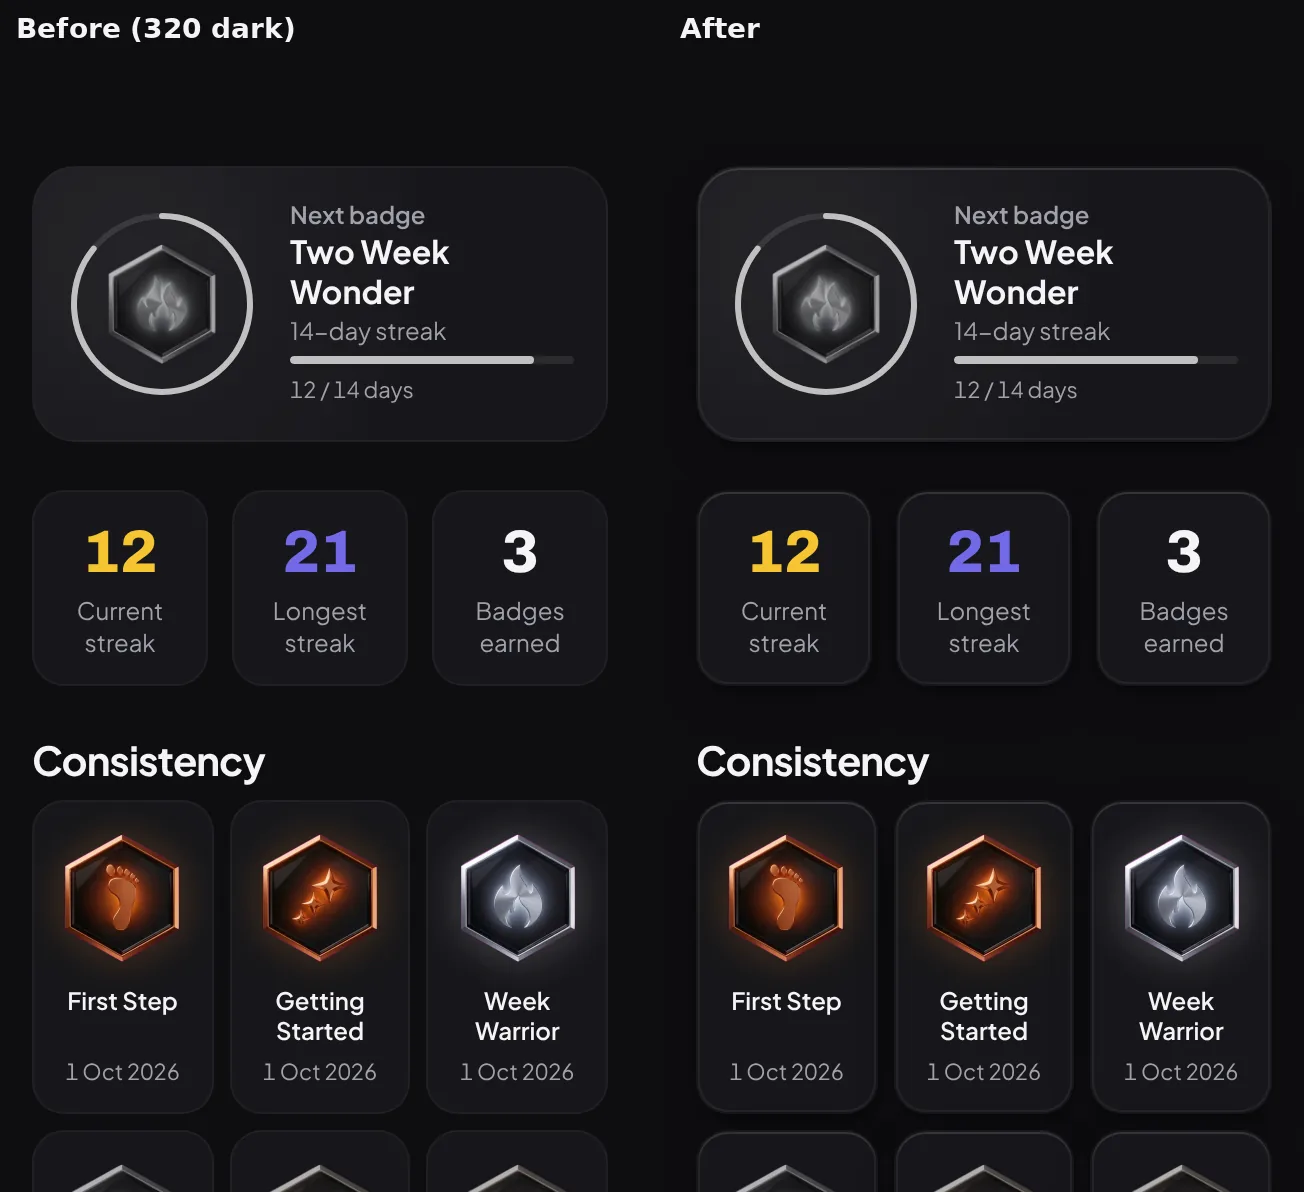 Before (320 dark)
Next badge
Two Week
Wonder
14-day streak
12 / 14 days
12
Current
streak
21
Longest
streak
3
Badges
earned
Consistency
First Step
1 Oct 2026
Getting
Started
1 Oct 2026
Week
Warrior
1 Oct 2026
After
Next badge
Two Week
Wonder
14-day streak
12 / 14 days
12
Current
streak
21
Longest
streak
3
Badges
earned
Consistency
First Step
1 Oct 2026
Getting
Started
1 Oct 2026
Week
Warrior
1 Oct 2026